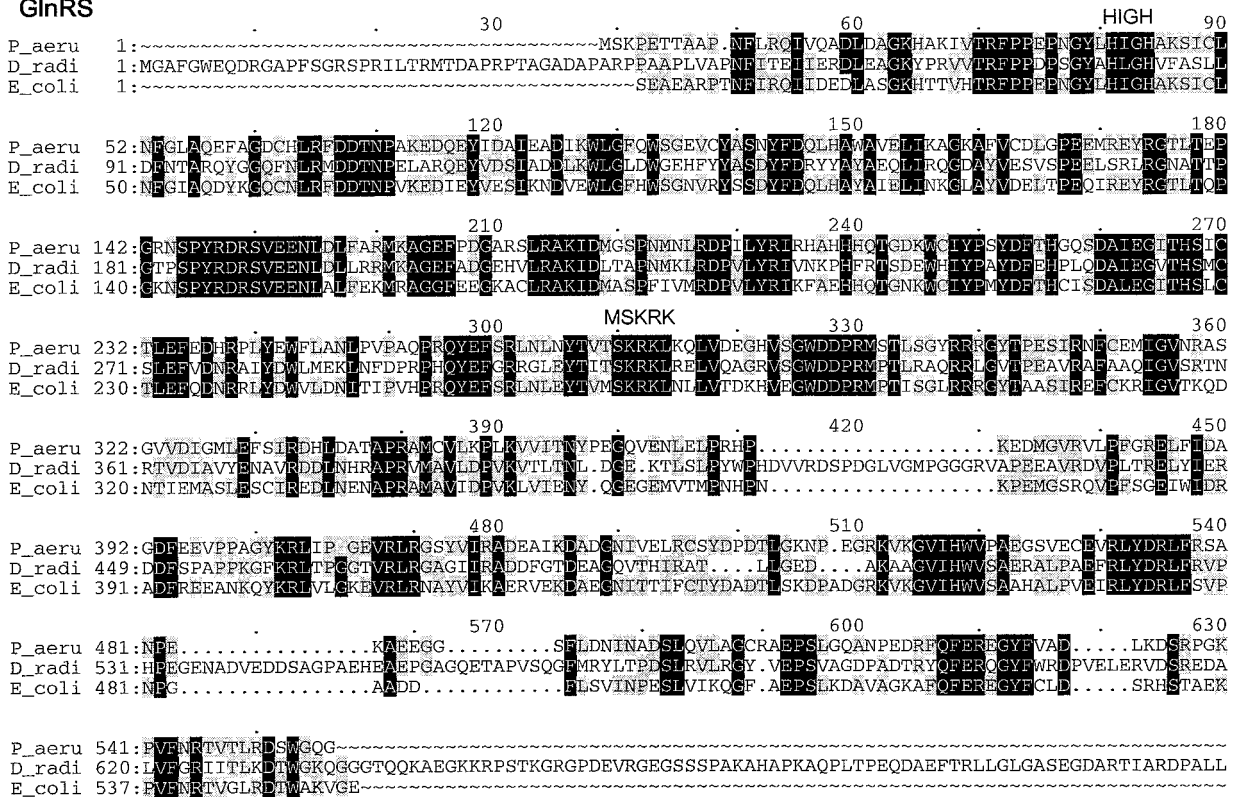 GlnRS
30 60 HIGH 90
P_aeru 1:~~~~~~~~~~~~~~~~~~~~~~~~~~~~~~~~~~~~~~MSKPETTAAP.NFLRQIVQADLDAGKHAKIVTRFPPEPNGYLHIGHAKSICL
D_radi 1:MGAFGWEQDRGAPFSGRSPRILTRMTDAPRPTAGADAPARPPAAPLVAPNFITEIIERDLEAGKYPRVVTRFPPDPSGYAHLGHVFASLL
E_coli 1:~~~~~~~~~~~~~~~~~~~~~~~~~~~~~~~~~~~~~~~~~SEAEARPTNFIRQIIDEDLASGKHTTVHTRFPPEPNGYLHIGHAKSICL
120 150 180
P_aeru 52:NFGLAQEFAGDCHLRFDDTNPAKEDQEYIDAIEADIKWLGFQWSGEVCYASNYFDQLHAWAVELIKAGKAFVCDLGPEEMREYRGTLTEP
D_radi 91:DFNTARQYGGQFNLRMDDTNPELARQEYVDSIADDLKWLGLDWGEHFYYASDYFDRYYAYAEQLIRQGDAYVESVSPEELSRLRGNATTP
E_coli 50:NFGIAQDYKGQCNLRFDDTNPVKEDIEYVESIKNDVEWLGFHWSGNVRYSSDYFDQLHAYAIELINKGLAYVDELTPEQIREYRGTLTQP
210 240 270
P_aeru 142:GRNSPYRDRSVEENLDLFARMKAGEFPDGARSLRAKIDMGSPNMNLRDPILYRIRHAHHHQTGDKWCIYPSYDFTHGQSDAIEGITHSIC
D_radi 181:GTPSPYRDRSVEENLDLLRRMKAGEFADGEHVLRAKIDLTAPNMKLRDPVLYRIVNKPHFRTSDEWHIYPAYDFEHPLQDAIEGVTHSMC
E_coli 140:GKNSPYRDRSVEENLALFEKMRAGGFEEGKACLRAKIDMASPFIVMRDPVLYRIKFAEHHQTGNKWCIYPMYDFTHCISDALEGITHSLC
300 MSKRK 330 360
P_aeru 232:TLEFEDHRPLYEWFLANLPVPAQPRQYEFSRLNLNYTVTSKRKLKQLVDEGHVSGWDDPRMSTLSGYRRRGYTPESIRNFCEMIGVNRAS
D_radi 271:SLEFVDNRAIYDWLMEKLNFDPRPHQYEFGRRGLEYTITSKRKLRELVQAGRVSGWDDPRMPTLRAQRRLGVTPEAVRAFAAQIGVSRTN
E_coli 230:TLEFQDNRRLYDWVLDNITIPVHPRQYEFSRLNLEYTVMSKRKLNLLVTDKHVEGWDDPRMPTISGLRRRGYTAASIREFCKRIGVTKQD
390 420 450
P_aeru 322:GVVDIGMLEFSIRDHLDATAPRAMCVLKPLKVVITNYPEGQVENLELPRHP....................KEDMGVRVLPFGRELFIDA
D_radi 361:RTVDIAVYENAVRDDLNHRAPRVMAVLDPVKVTLTNL.DGE.KTLSLPYWPHDVVRDSPDGLVGMPGGGRVAPEEAVRDVPLTRELYIER
E_coli 320:NTIEMASLESCIREDLNENAPRAMAVIDPVKLVIENY.QGEGEMVTMPNHPN...................KPEMGSRQVPFSGEIWIDR
480 510 540
P_aeru 392:GDFEEVPPAGYKRLIP.GEVRLRGSYVIRADEAIKDADGNIVELRCSYDPDTLGKNP.EGRKVKGVIHWVPAEGSVECEVRLYDRLFRSA
D_radi 449:DDFSPAPPKGFKRLTPGGTVRLRGAGIIRADDFGTDEAGQVTHIRAT....LLGED....AKAAGVIHWVSAERALPAEFRLYDRLFRVP
E_coli 391:ADFREEANKQYKRLVLGKEVRLRNAYVIKAERVEKDAEGNITTIFCTYDADTLSKDPADGRKVKGVIHWVSAAHALPVEIRLYDRLFSVP
570 600 630
P_aeru 481:NPE................KAEEGG.........SFLDNINADSLQVLAGCRAEPSLGQANPEDRFQFEREGYFVAD.....LKDSRPGK
D_radi 531:HPEGENADVEDDSAGPAEHEAEPGAGQETAPVSQGFMRYLTPDSLRVLRGY.VEPSVAGDPADTRYQFERQGYFWRDPVELERVDSREDA
E_coli 481:NPG.................AADD............FLSVINPESLVIKQGF.AEPSLKDAVAGKAFQFEREGYFCLD.....SRHSTAEK
P_aeru 541:PVFNRTVTLRDSWGQG~~~~~~~~~~~~~~~~~~~~~~~~~~~~~~~~~~~~~~~~~~~~~~~~~~~~~~~~~~~~~~~~~~~~~~~~~~
D_radi 620:LVFGRIITLKDTWGKQGGGTQQKAEGKKRPSTKGRGPDEVRGEGSSSPAKAHAPKAQPLTPEQDAEFTRLLGLGASEGDARTIARDPALL
E_coli 537:PVFNRTVGLRDTWAKVGE~~~~~~~~~~~~~~~~~~~~~~~~~~~~~~~~~~~~~~~~~~~~~~~~~~~~~~~~~~~~~~~~~~~~~~~~